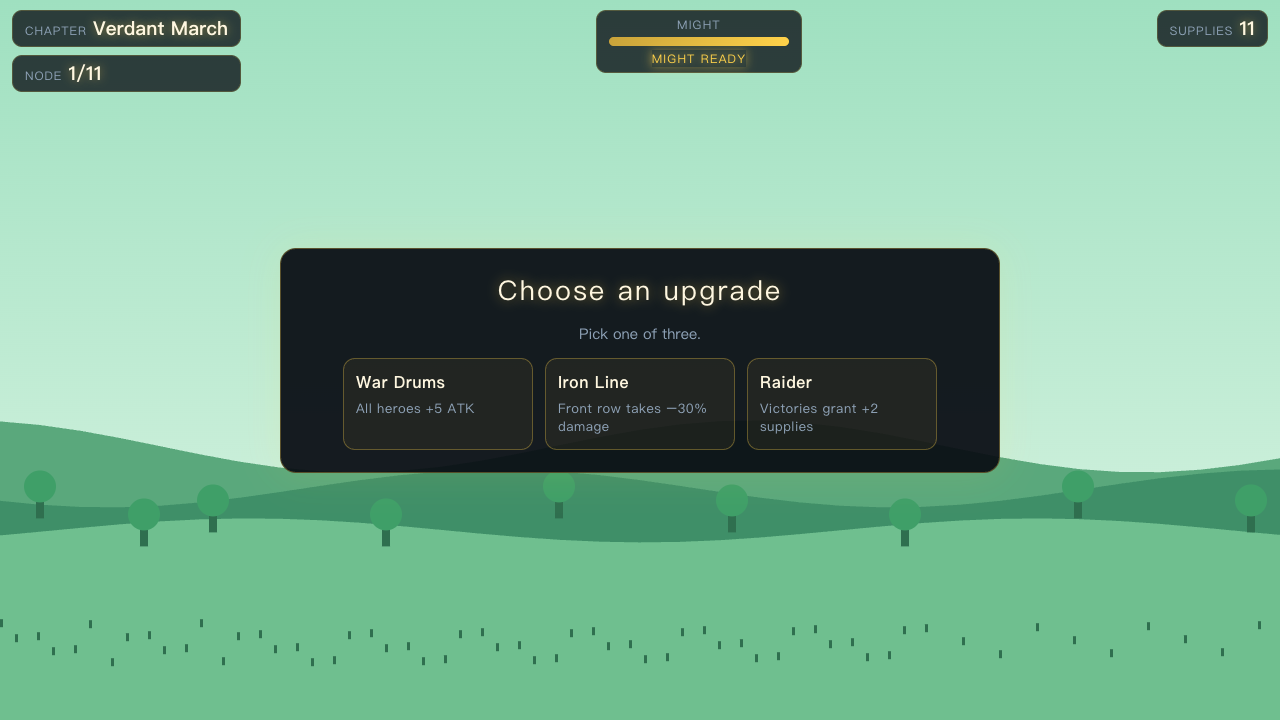 CHAPTER Verdant March
NODE 1/11
MIGHT
MIGHT READY
SUPPLIES 11
Choose an upgrade
Pick one of three.
War Drums
All heroes +5 ATK
Iron Line
Front row takes −30%
damage
Raider
Victories grant +2
supplies